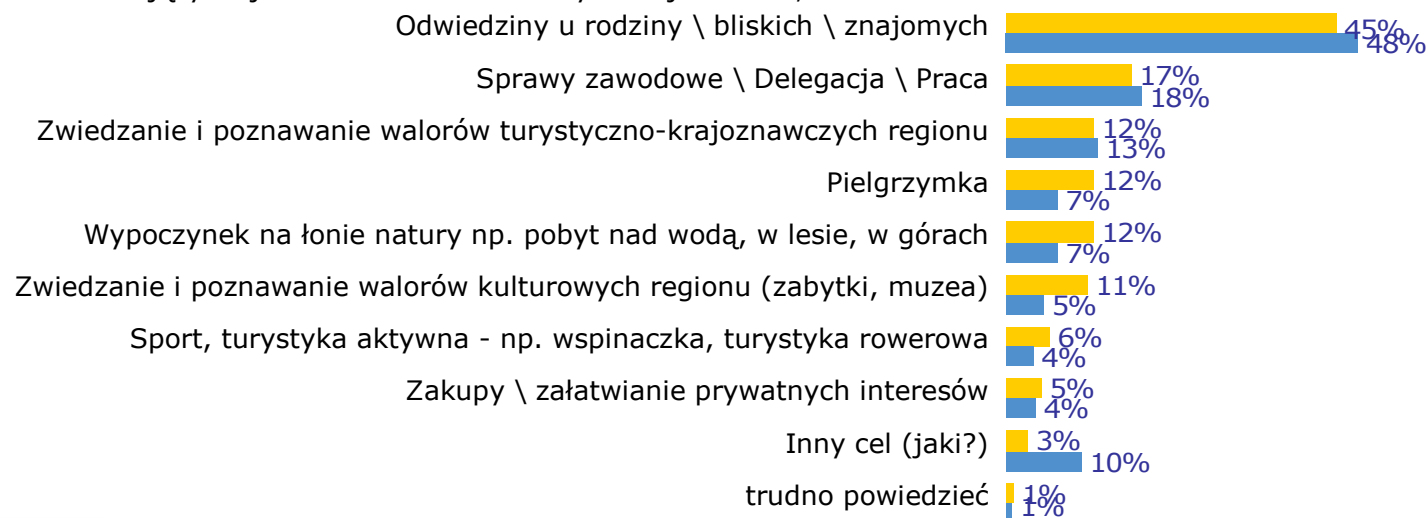 Odwiedziny u rodziny \ bliskich \ znajomych
45%
48%
Sprawy zawodowe \ Delegacja \ Praca
17%
18%
Zwiedzanie i poznawanie walorów turystyczno-krajoznawczych regionu
12%
13%
Pielgrzymka
12%
7%
Wypoczynek na łonie natury np. pobyt nad wodą, w lesie, w górach
12%
7%
Zwiedzanie i poznawanie walorów kulturowych regionu (zabytki, muzea)
11%
5%
Sport, turystyka aktywna - np. wspinaczka, turystyka rowerowa
6%
4%
Zakupy \ załatwianie prywatnych interesów
5%
4%
Inny cel (jaki?)
3%
10%
trudno powiedzieć
1%
1%